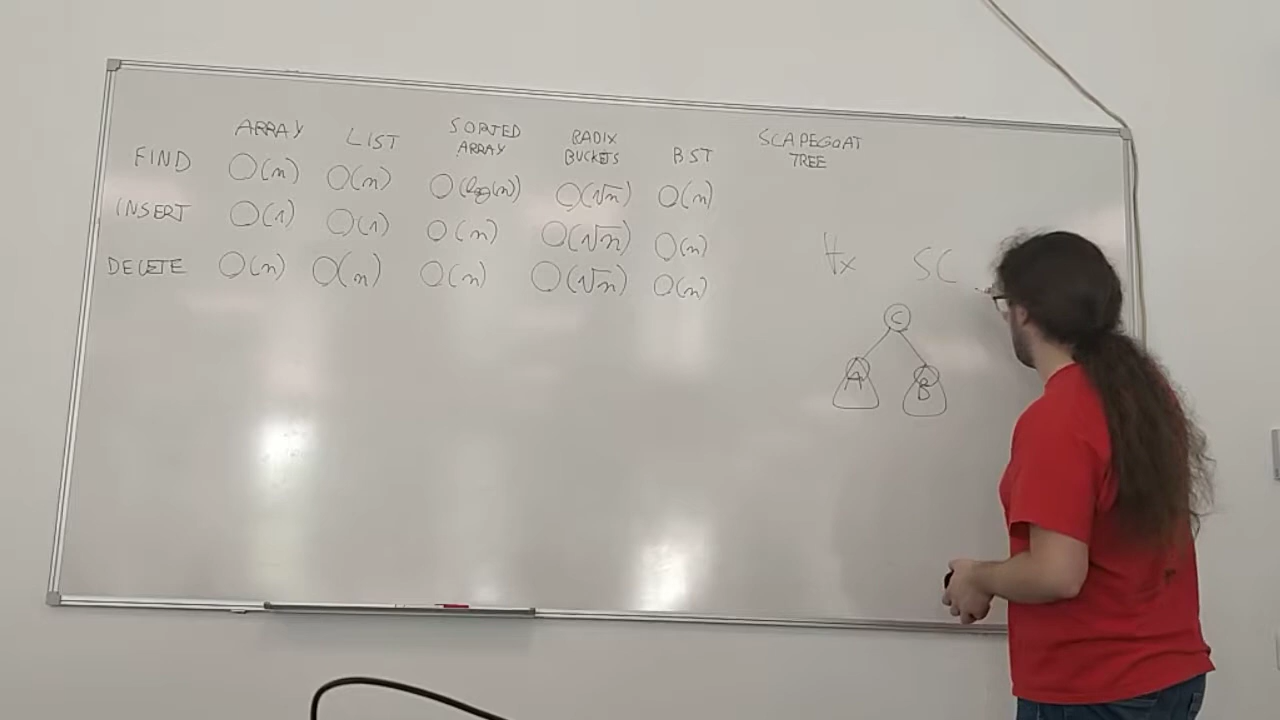 ARRAY LIST SORTED ARRAY RADIX BUCKETS BST SCAPEGOAT TREE
FIND O(n) O(n) O(log(n)) O(√n) O(n)
INSERT O(1) O(1) O(n) O(√n) O(n)
DELETE O(n) O(n) O(n) O(√n) O(n)
∀x SC
C
A B